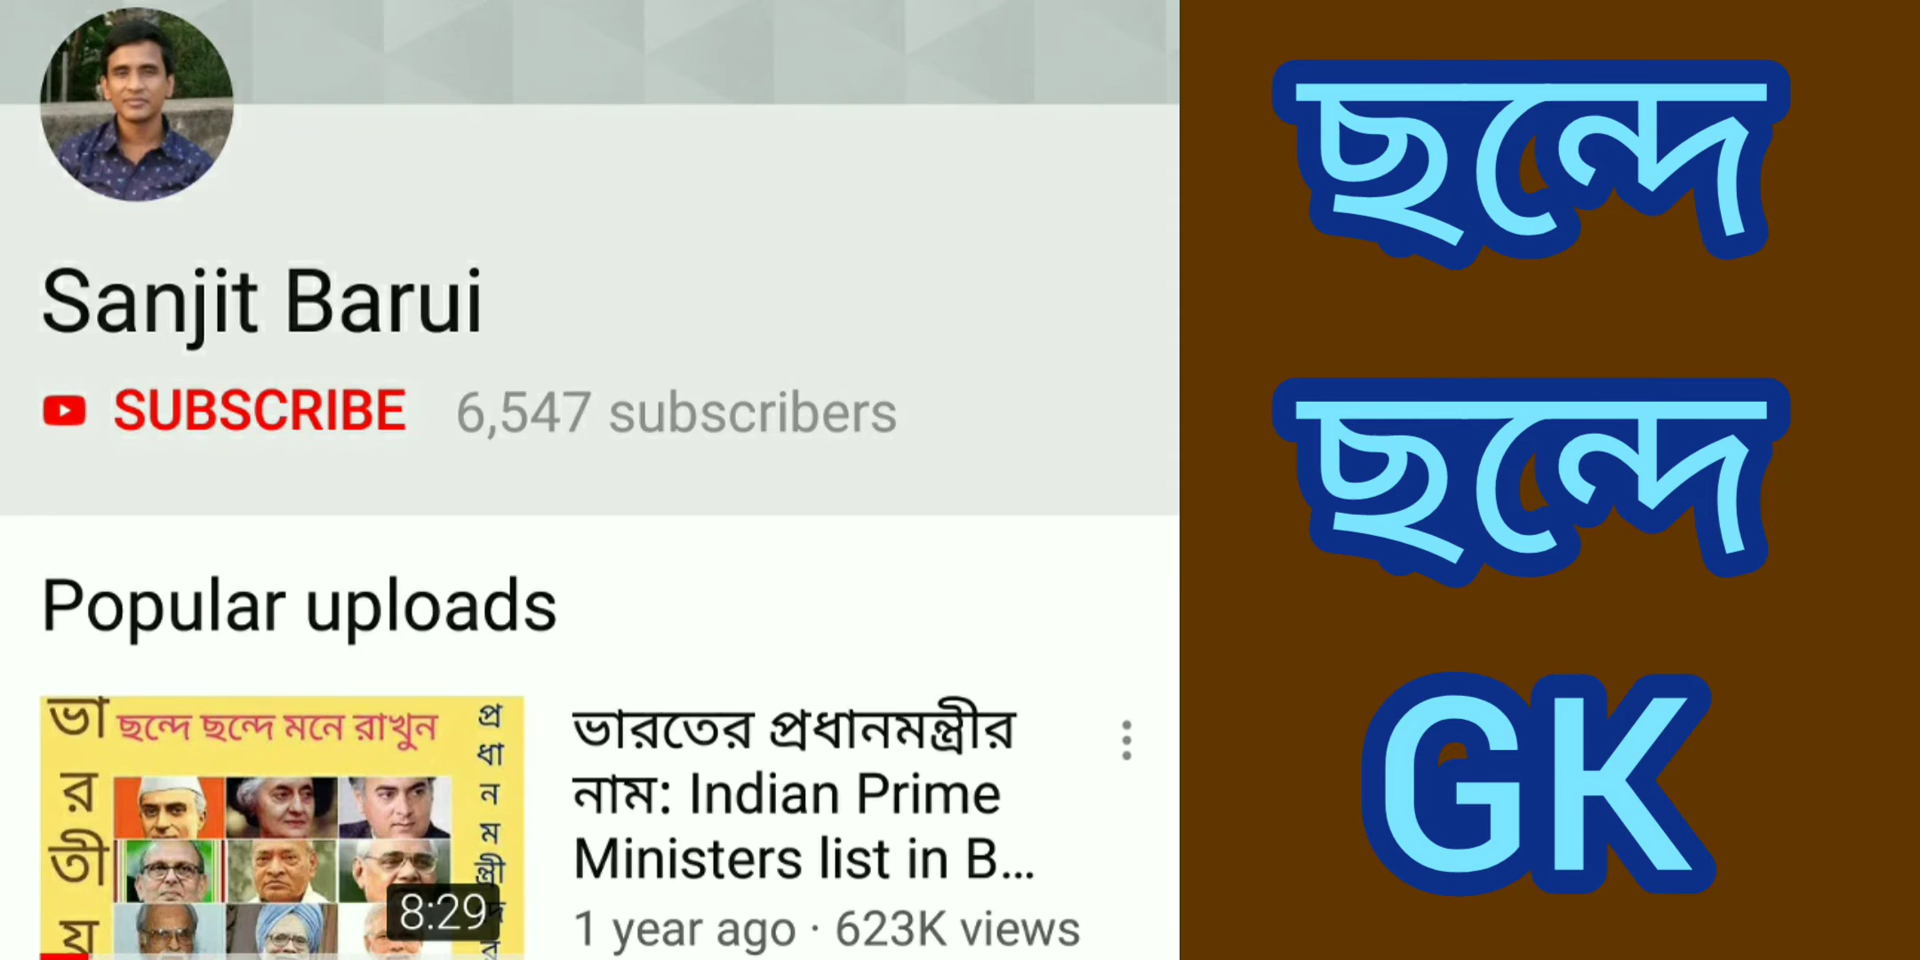 Sanjit Barui
SUBSCRIBE 6,547 subscribers
Popular uploads
ছন্দে ছন্দে মনে রাখুন
ভা
র
তী
প্র
ধা
ন
ম
ন্ত্রী
8:29
ভারতের প্রধানমন্ত্রীর
নাম: Indian Prime
Ministers list in B...
1 year ago · 623K views
ছন্দে
ছন্দে
GK